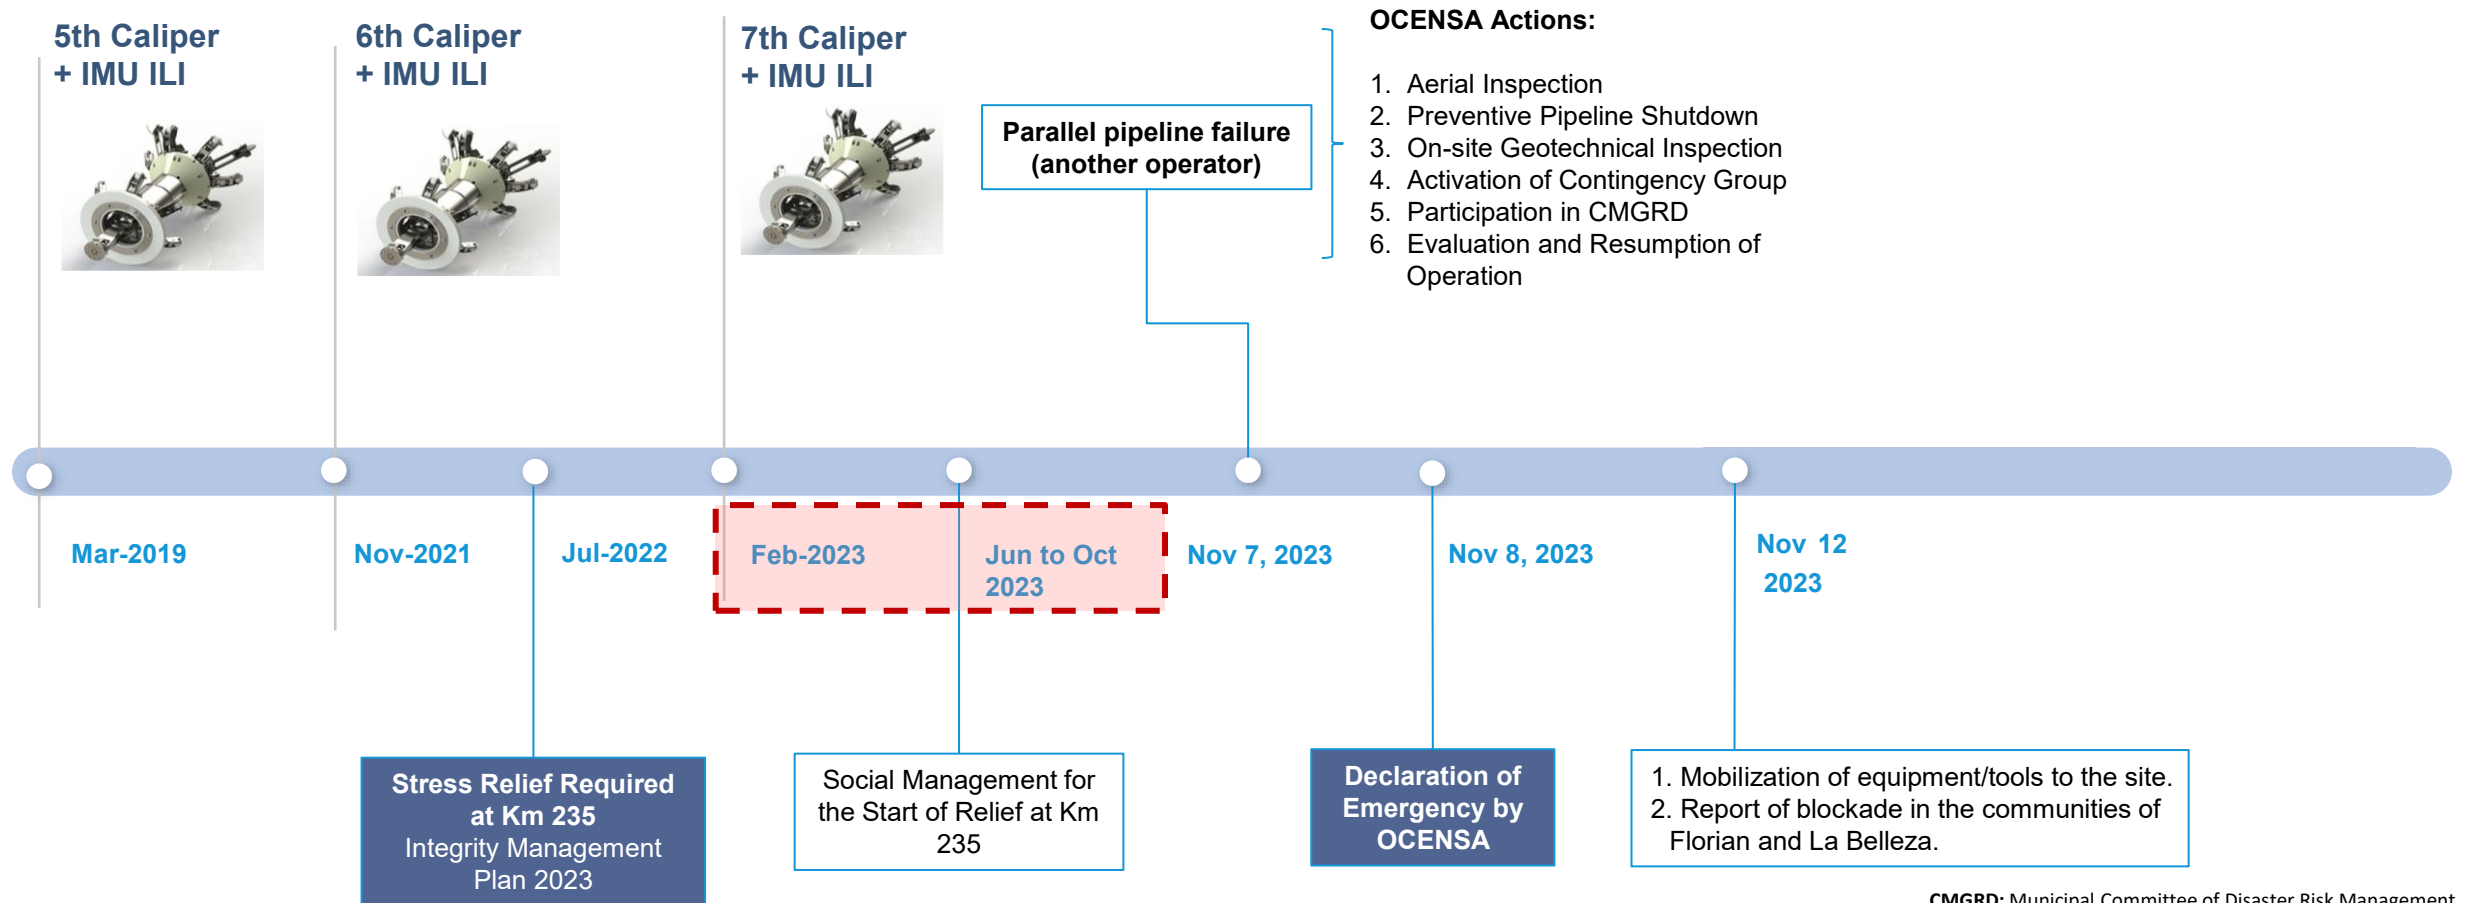 5th Caliper
+ IMU ILI
6th Caliper
+ IMU ILI
7th Caliper
+ IMU ILI
Parallel pipeline failure
(another operator)
OCENSA Actions:
1. Aerial Inspection
2. Preventive Pipeline Shutdown
3. On-site Geotechnical Inspection
4. Activation of Contingency Group
5. Participation in CMGRD
6. Evaluation and Resumption of
Operation
Mar-2019
Nov-2021
Jul-2022
Feb-2023
Jun to Oct
2023
Nov 7, 2023
Nov 8, 2023
Nov 12
2023
Stress Relief Required
at Km 235
Integrity Management
Plan 2023
Social Management for
the Start of Relief at Km
235
Declaration of
Emergency by
OCENSA
1. Mobilization of equipment/tools to the site.
2. Report of blockade in the communities of
Florian and La Belleza.
CMGRD: Municipal Committee of Disaster Risk Management